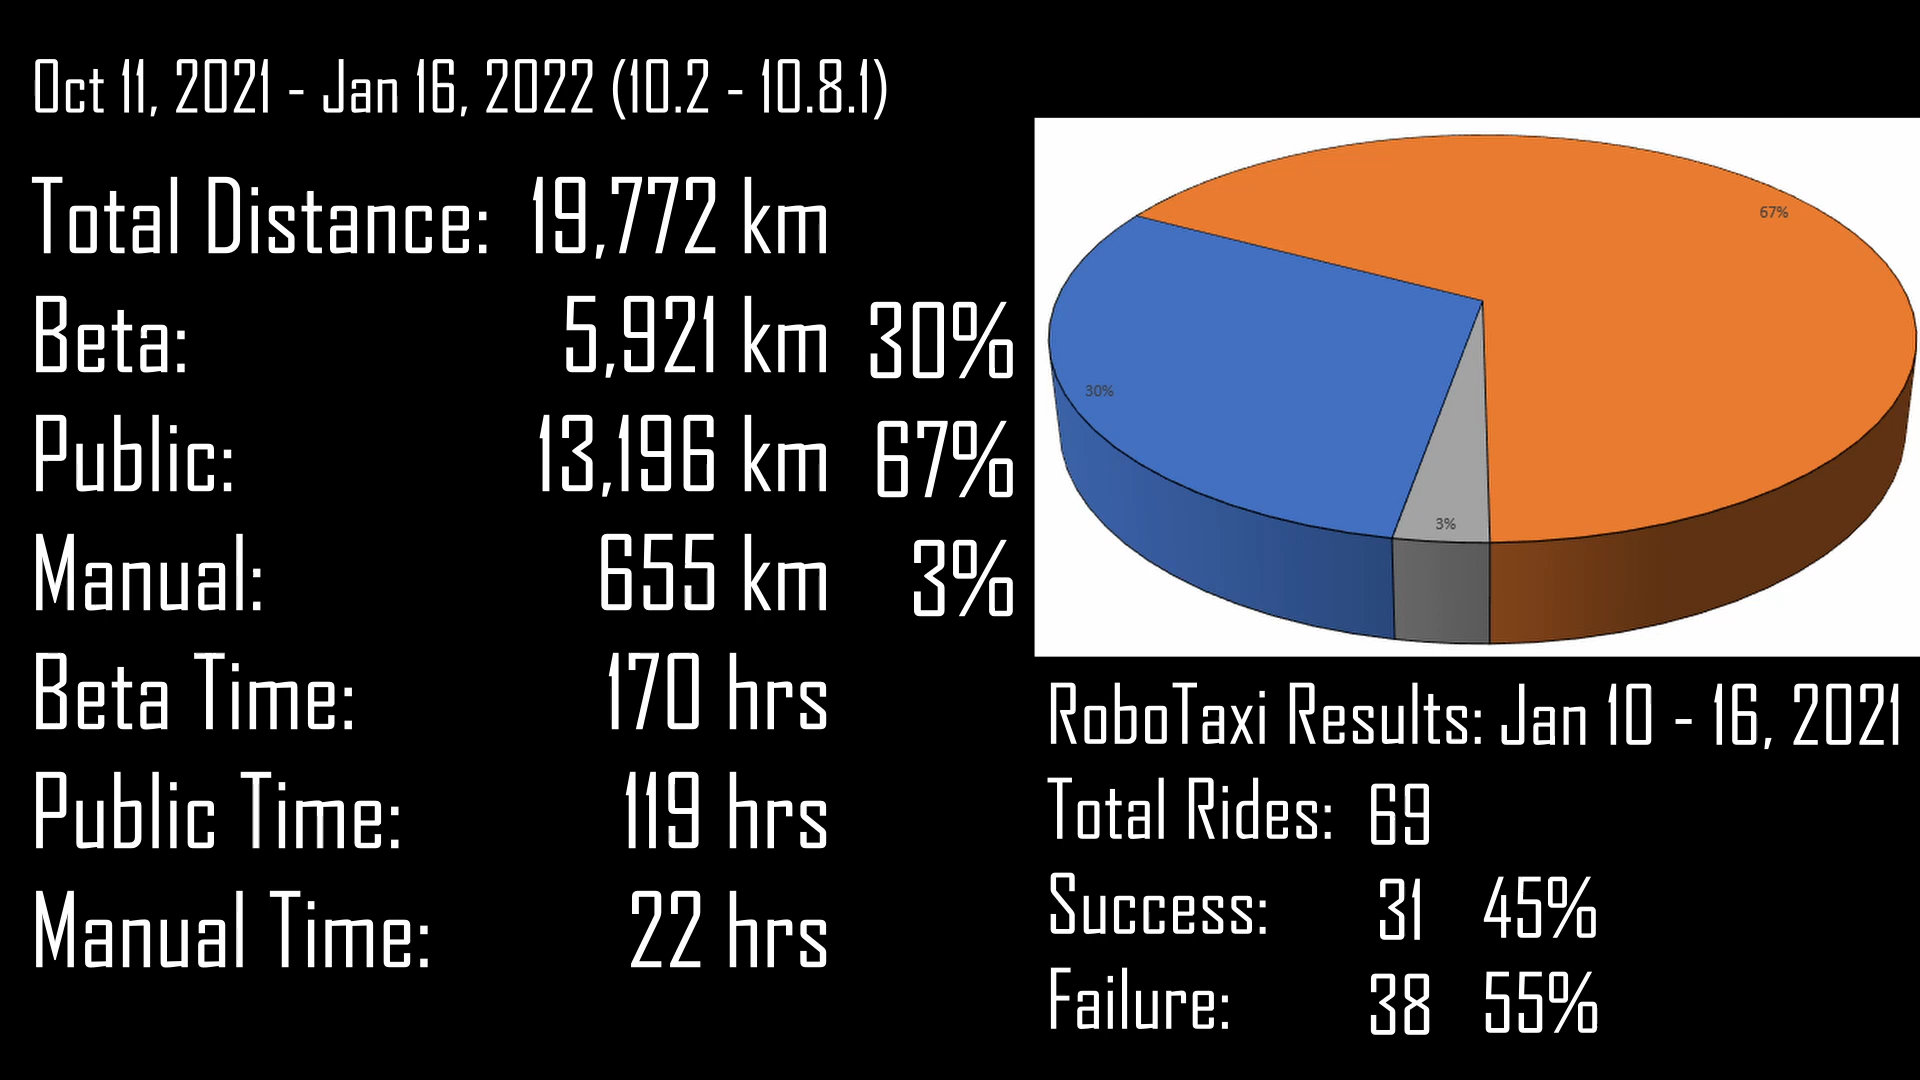 Oct 11, 2021 - Jan 16, 2022 (10.2 - 10.8.1)
Total Distance: 19,772 km
Beta: 5,921 km 30%
Public: 13,196 km 67%
Manual: 655 km 3%
Beta Time: 170 hrs
Public Time: 119 hrs
Manual Time: 22 hrs
67%
30%
3%
RoboTaxi Results: Jan 10 - 16, 2021
Total Rides: 69
Success: 31 45%
Failure: 38 55%